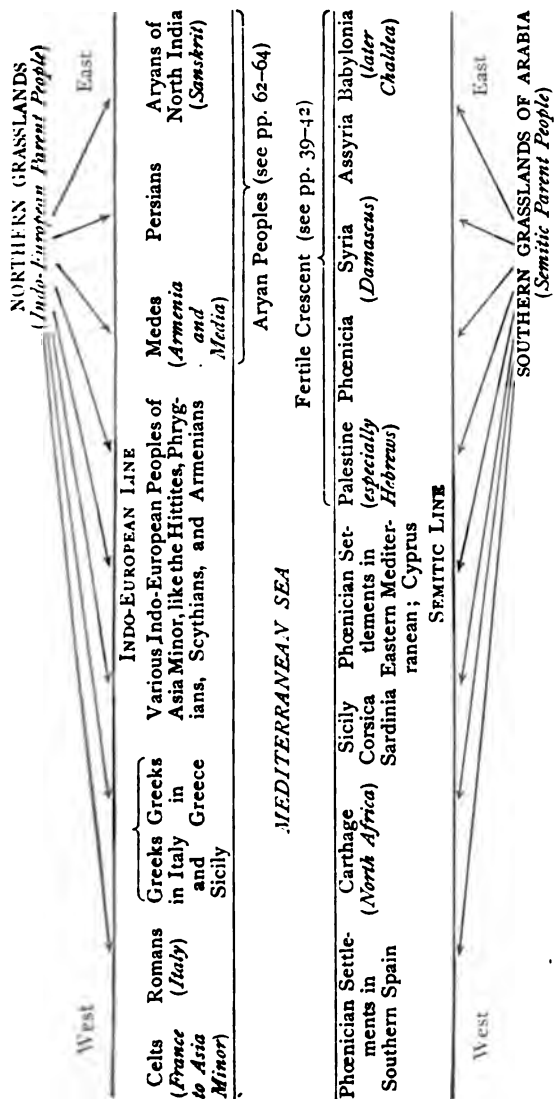 NORTHERN GRASSLANDS
(Indo-European Parent People)
West
East
INDO-EUROPEAN LINE
Celts
(France
to Asia
Minor)
Romans
(Italy)
Greeks
in Italy
and
Sicily
Greeks
in
Greece
Various Indo-European Peoples of
Asia Minor, like the Hittites, Phryg-
ians, Scythians, and Armenians
Medes
(Armenia
and
Media)
Persians
Aryans of
North India
(Sanskrit)
Aryan Peoples (see pp. 62–64)
MEDITERRANEAN SEA
Fertile Crescent (see pp. 39–42)
Phœnician Settle-
ments in
Southern Spain
Carthage
(North Africa)
Sicily
Corsica
Sardinia
Phœnician Set-
tlements in
Eastern Mediter-
ranean; Cyprus
Palestine
(especially
Hebrews)
Phœnicia
Syria
(Damascus)
Assyria
Babylonia
(later
Chaldea)
SEMITIC LINE
West
East
SOUTHERN GRASSLANDS OF ARABIA
(Semitic Parent People)